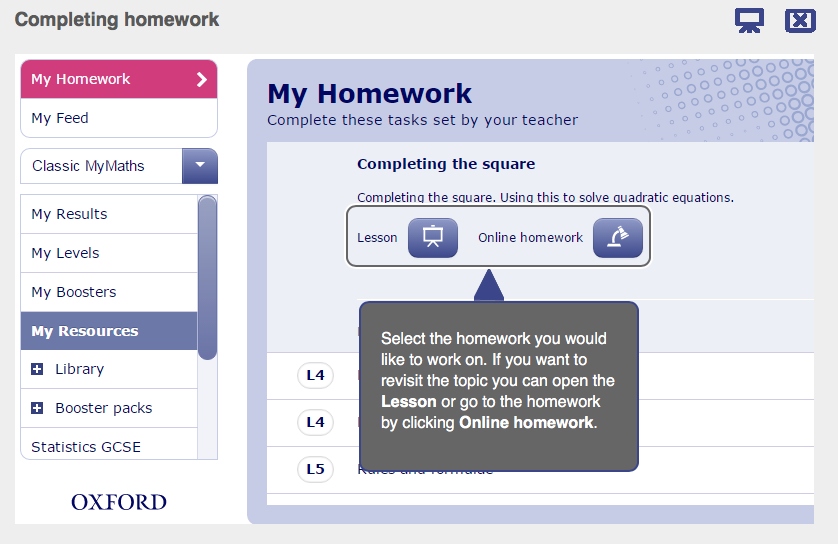 Completing homework
My Homework
My Feed
Classic MyMaths
My Results
My Levels
My Boosters
My Resources
Library
Booster packs
Statistics GCSE
OXFORD
My Homework
Complete these tasks set by your teacher
Completing the square
Completing the square. Using this to solve quadratic equations.
Lesson Online homework
Select the homework you would
like to work on. If you want to
revisit the topic you can open the
Lesson or go to the homework
by clicking Online homework.
L4
L4
L5 Rules and formulae